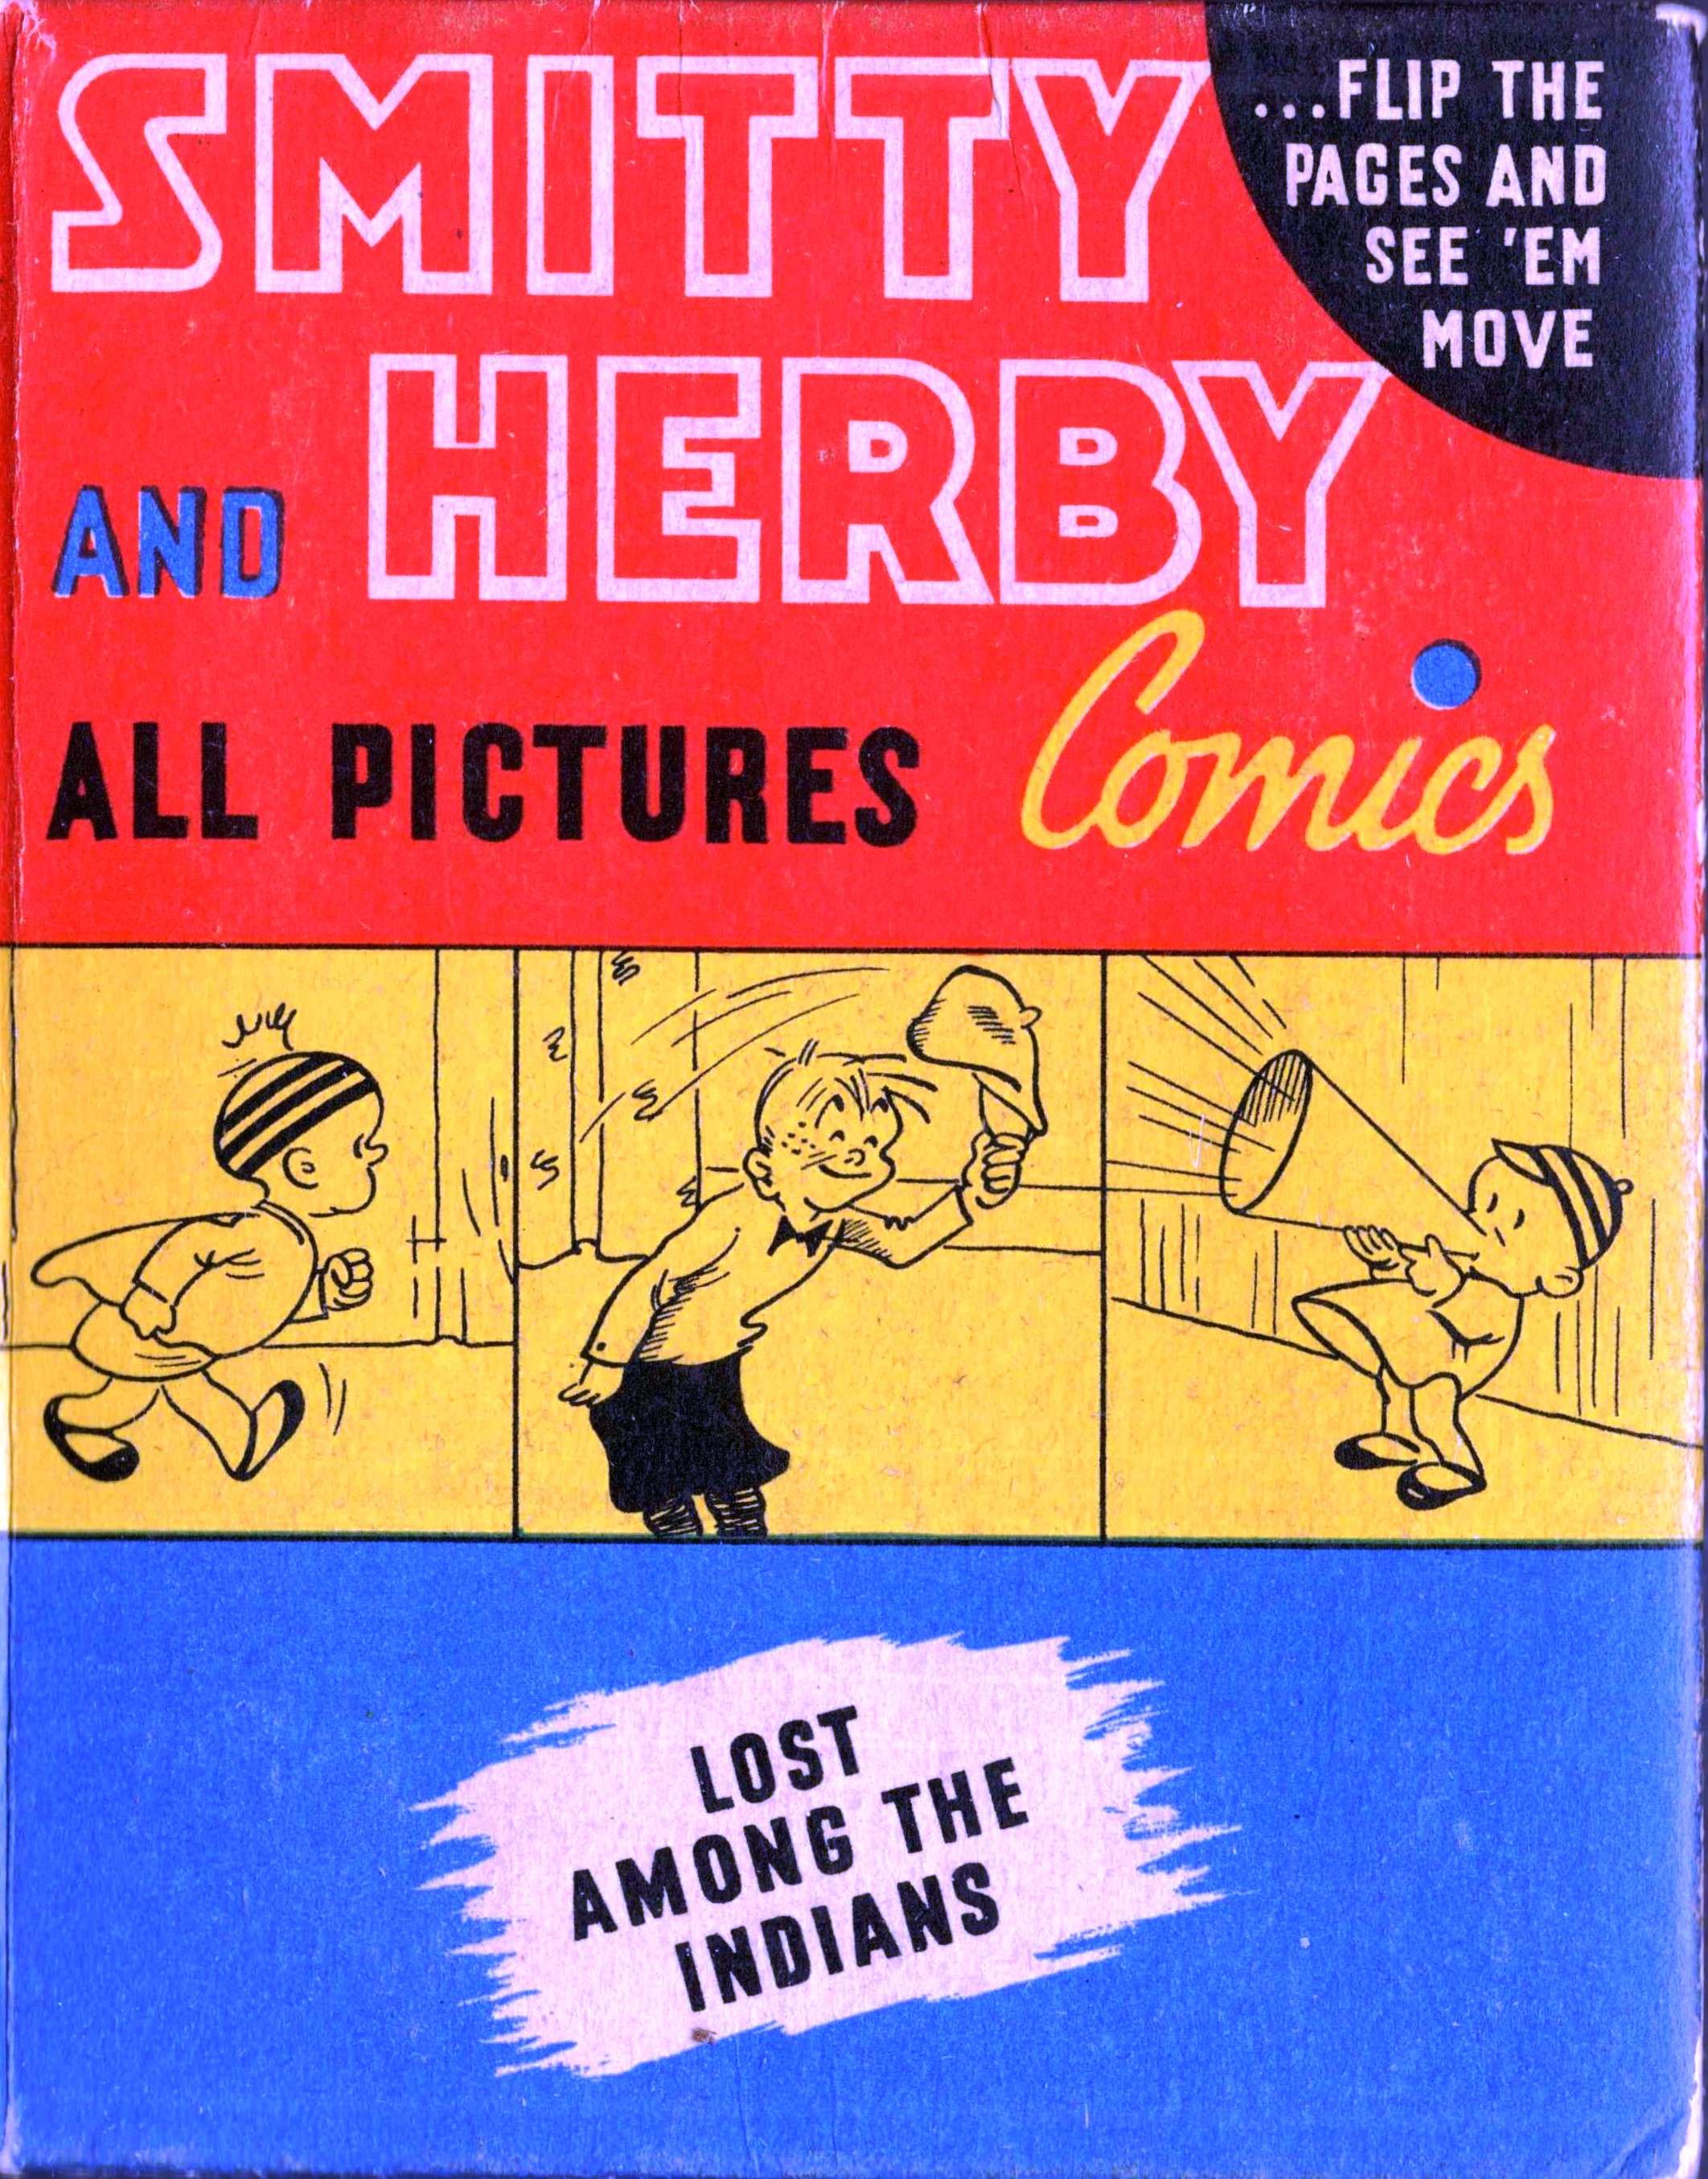 SMITTY
AND HERBY
ALL PICTURES Comics
...FLIP THE
PAGES AND
SEE 'EM
MOVE
LOST
AMONG THE
INDIANS